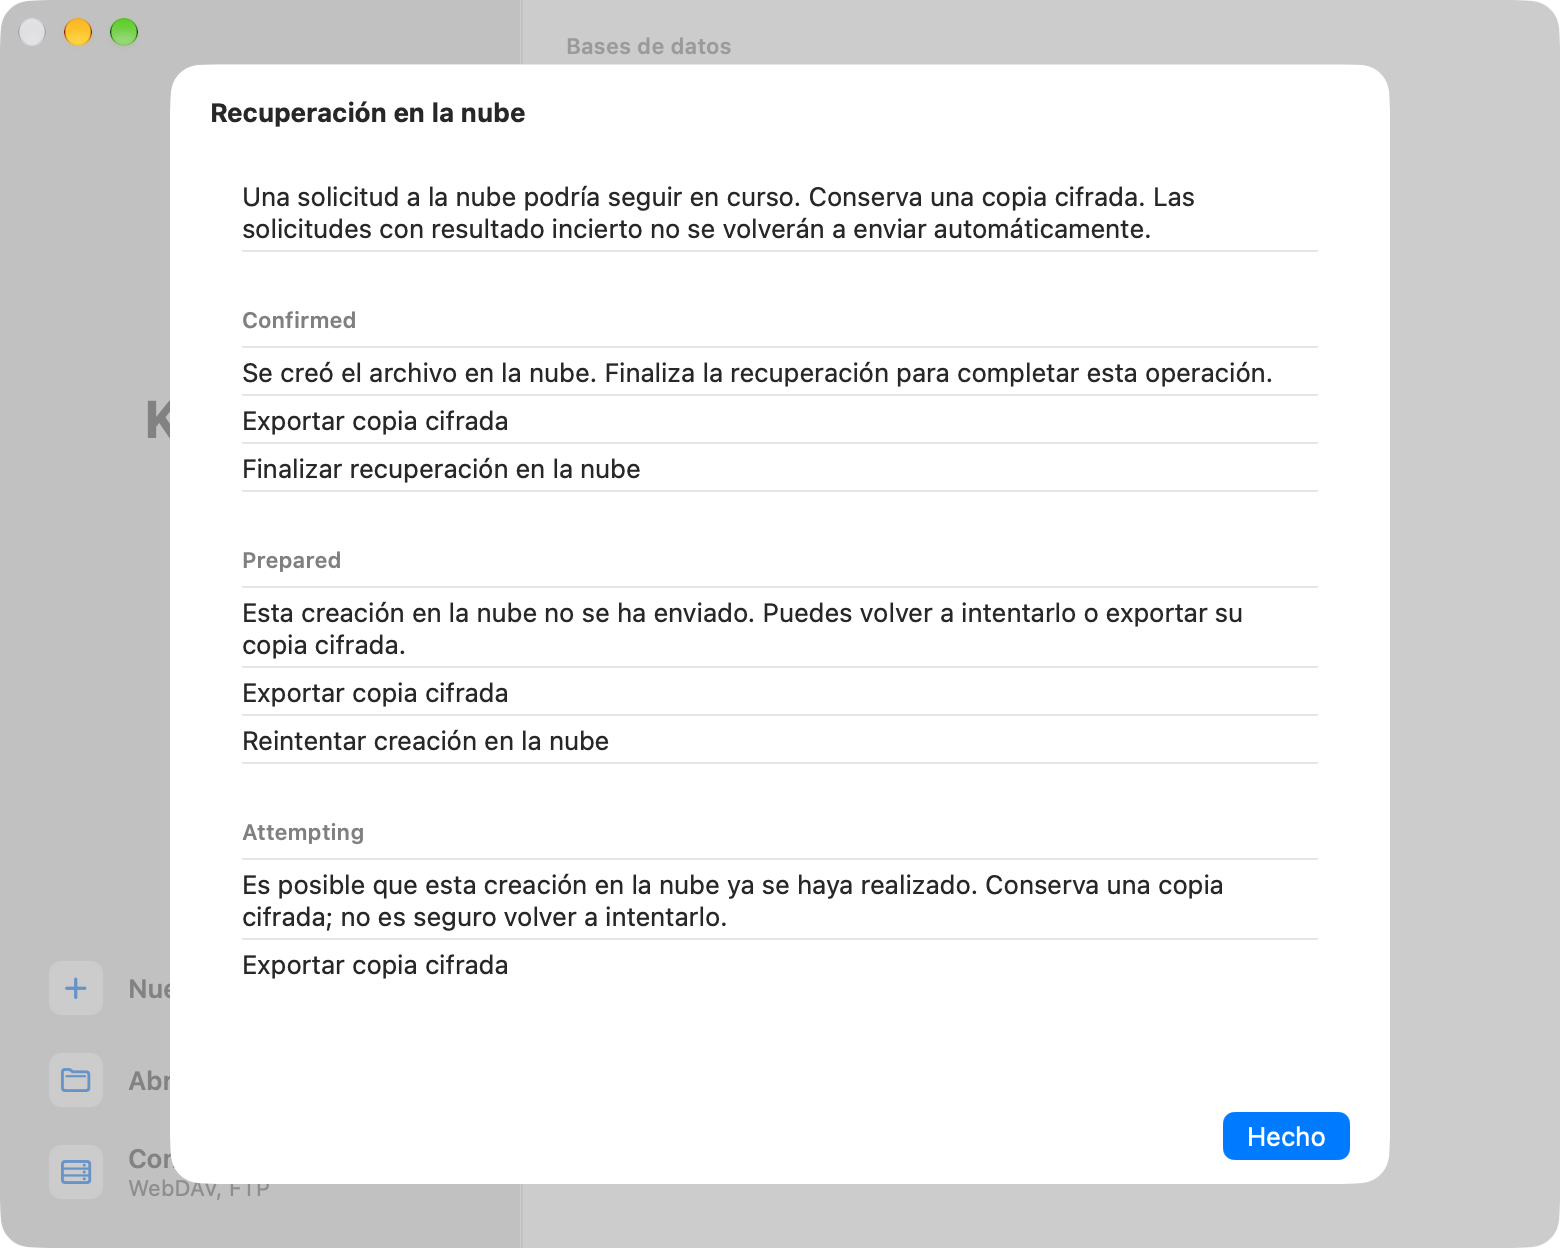 Bases de datos
Recuperación en la nube
Una solicitud a la nube podría seguir en curso. Conserva una copia cifrada. Las
solicitudes con resultado incierto no se volverán a enviar automáticamente.
Confirmed
Se creó el archivo en la nube. Finaliza la recuperación para completar esta operación.
Exportar copia cifrada
Finalizar recuperación en la nube
Prepared
Esta creación en la nube no se ha enviado. Puedes volver a intentarlo o exportar su
copia cifrada.
Exportar copia cifrada
Reintentar creación en la nube
Attempting
Es posible que esta creación en la nube ya se haya realizado. Conserva una copia
cifrada; no es seguro volver a intentarlo.
Exportar copia cifrada
Hecho
WebDAV, FTP